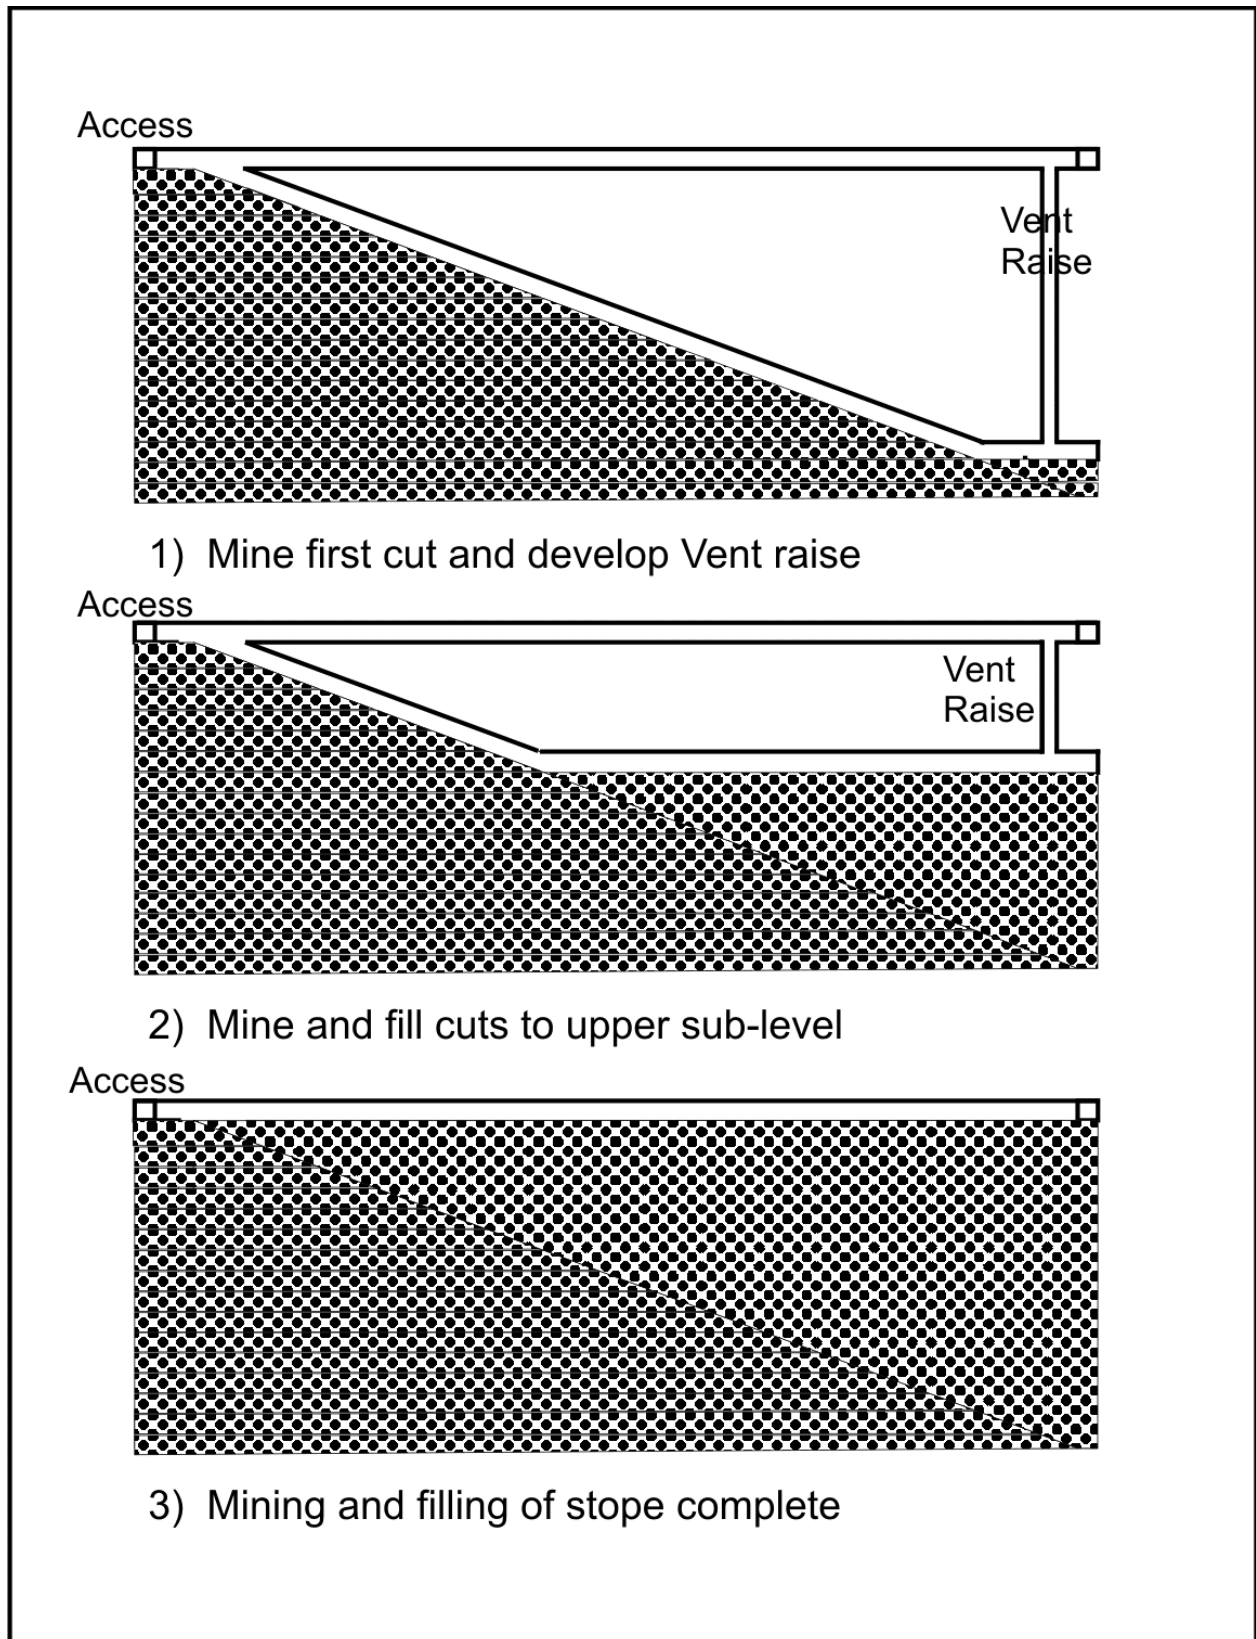 Access
Vent
Raise
1) Mine first cut and develop Vent raise
Access
Vent
Raise
2) Mine and fill cuts to upper sub-level
Access
3) Mining and filling of stope complete